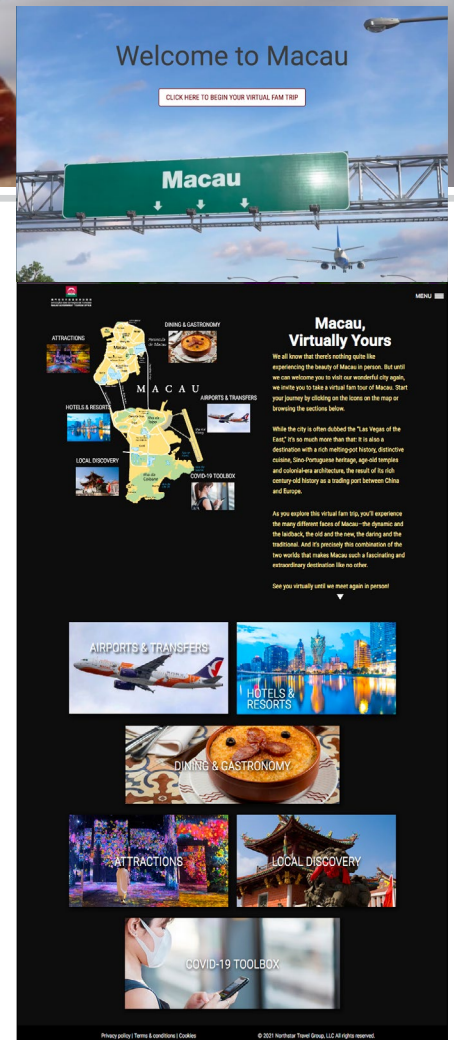 Welcome to Macau
CLICK HERE TO BEGIN YOUR VIRTUAL FAM TRIP
Macau
MENU
ATTRACTIONS
DINING & GASTRONOMY
MACAU
AIRPORTS & TRANSFERS
HOTELS & RESORTS
LOCAL DISCOVERY
COVID-19 TOOLBOX
Macau,
Virtually Yours
We all know that there's nothing quite like
experiencing the beauty of Macau in person. But until
we can welcome you to visit our wonderful city again,
we invite you to take a virtual fam tour of Macau. Start
your journey by clicking on the icons on the map or
browsing the sections below.
While the city is often dubbed the "Las Vegas of the
East," it's so much more than that: It is also a
destination with a rich melting-pot history, distinctive
cuisine, Sino-Portuguese heritage, age-old temples
and colonial-era architecture, the result of its rich
century-old history as a trading port between China
and Europe.
As you explore this virtual fam trip, you'll experience
the many different faces of Macau—the dynamic and
the laidback, the old and the new, the daring and the
traditional. And it's precisely this combination of the
two worlds that makes Macau such a fascinating and
extraordinary destination like no other.
See you virtually until we meet again in person!
AIRPORTS & TRANSFERS
HOTELS &
RESORTS
DINING & GASTRONOMY
ATTRACTIONS
LOCAL DISCOVERY
COVID-19 TOOLBOX
Privacy policy | Terms & conditions | Cookies
© 2021 Northstar Travel Group, LLC All rights reserved.